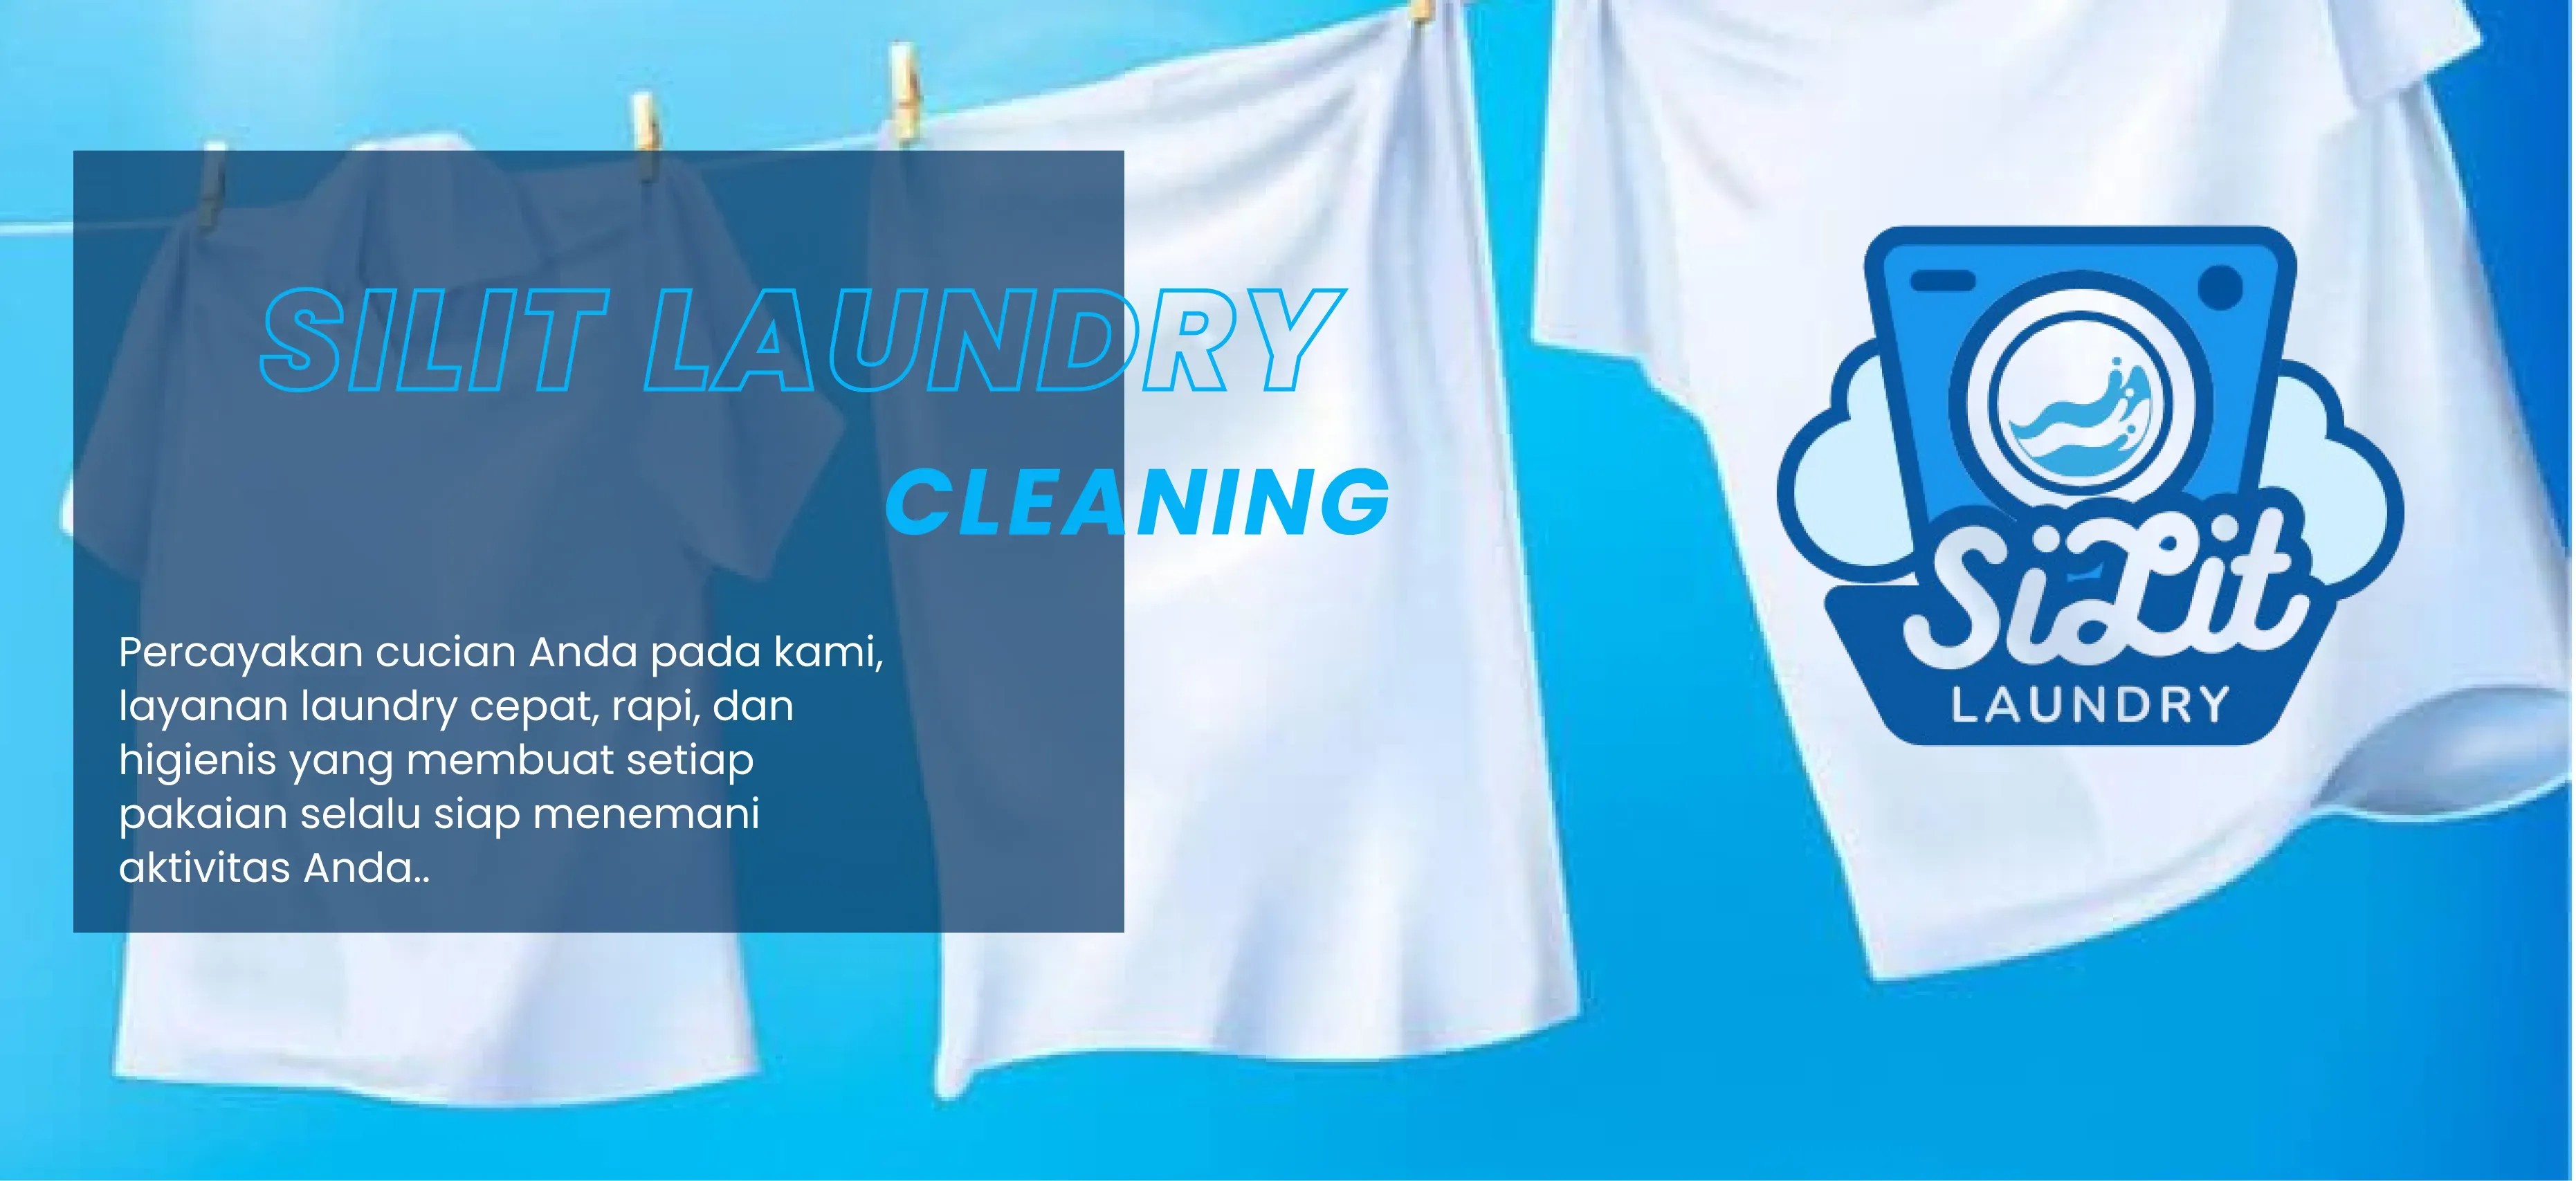 SILIT LAUNDRY
CLEANING
Percayakan cucian Anda pada kami,
layanan laundry cepat, rapi, dan
higienis yang membuat setiap
pakaian selalu siap menemani
aktivitas Anda..
SiLit
LAUNDRY